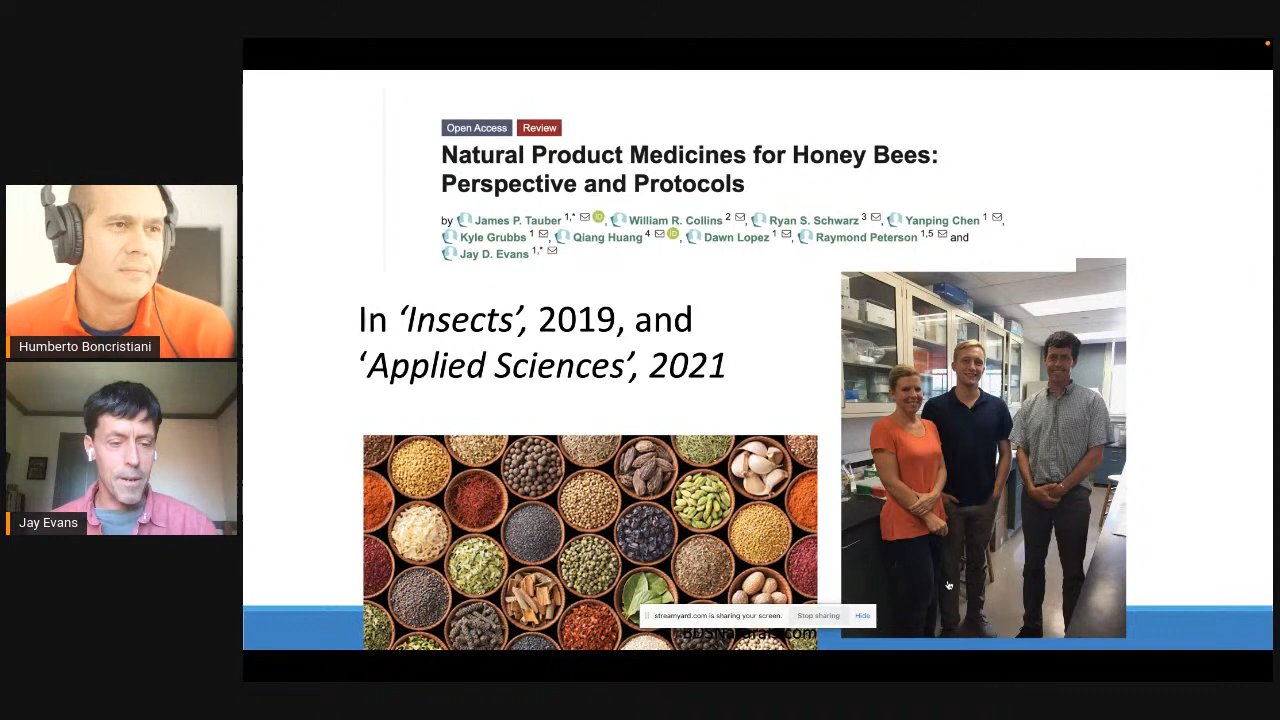 Open Access Review
Natural Product Medicines for Honey Bees:
Perspective and Protocols
by James P. Tauber 1,* iD, William R. Collins 2, Ryan S. Schwarz 3, Yanping Chen 1,
Kyle Grubbs 1, Qiang Huang 4 iD, Dawn Lopez 1, Raymond Peterson 1,5 and
Jay D. Evans 1,*
In ‘Insects’, 2019, and
‘Applied Sciences’, 2021
Humberto Boncristiani
Jay Evans
streamyard.com is sharing your screen. Stop sharing Hide